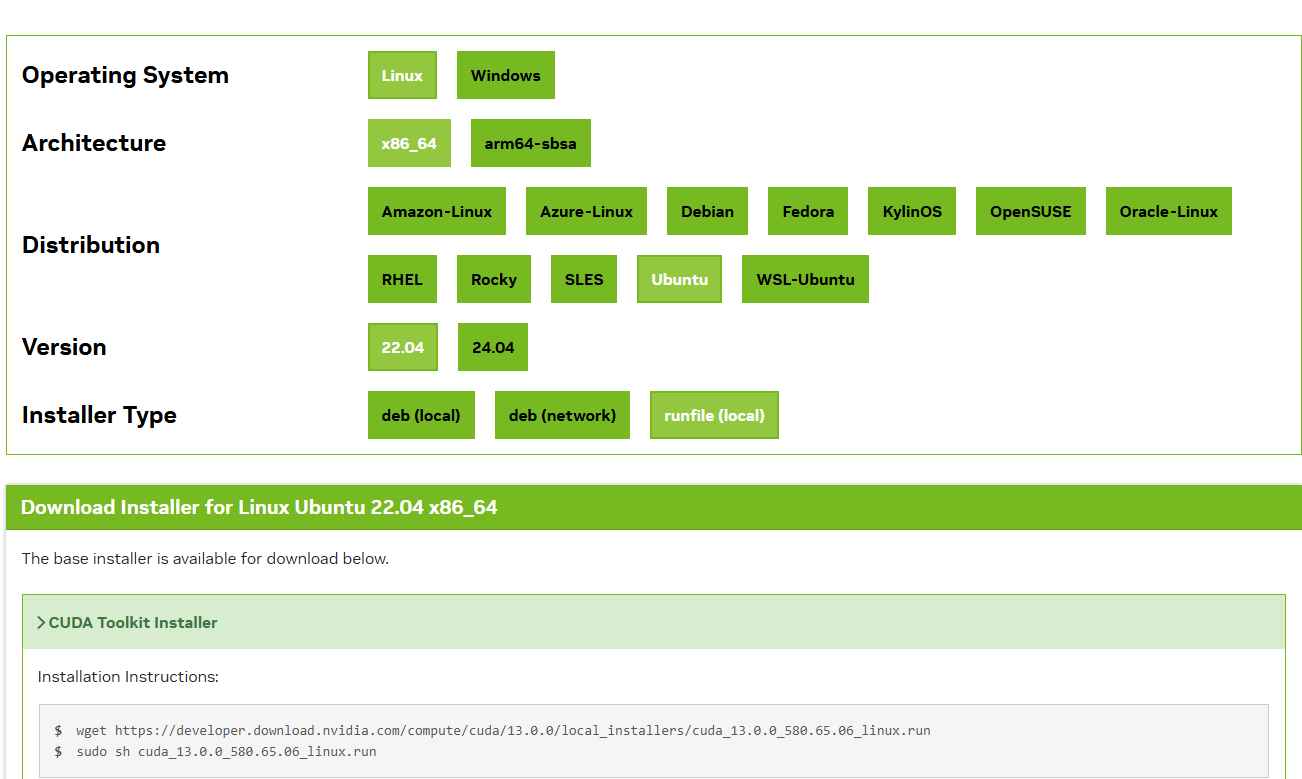 Operating System Linux Windows
Architecture x86_64 arm64-sbsa
Distribution
Amazon-Linux Azure-Linux Debian Fedora KylinOS OpenSUSE Oracle-Linux
RHEL Rocky SLES Ubuntu WSL-Ubuntu
Version 22.04 24.04
Installer Type deb (local) deb (network) runfile (local)
Download Installer for Linux Ubuntu 22.04 x86_64
The base installer is available for download below.
CUDA Toolkit Installer
Installation Instructions:
$ wget https://developer.download.nvidia.com/compute/cuda/13.0.0/local_installers/cuda_13.0.0_580.65.06_linux.run
$ sudo sh cuda_13.0.0_580.65.06_linux.run